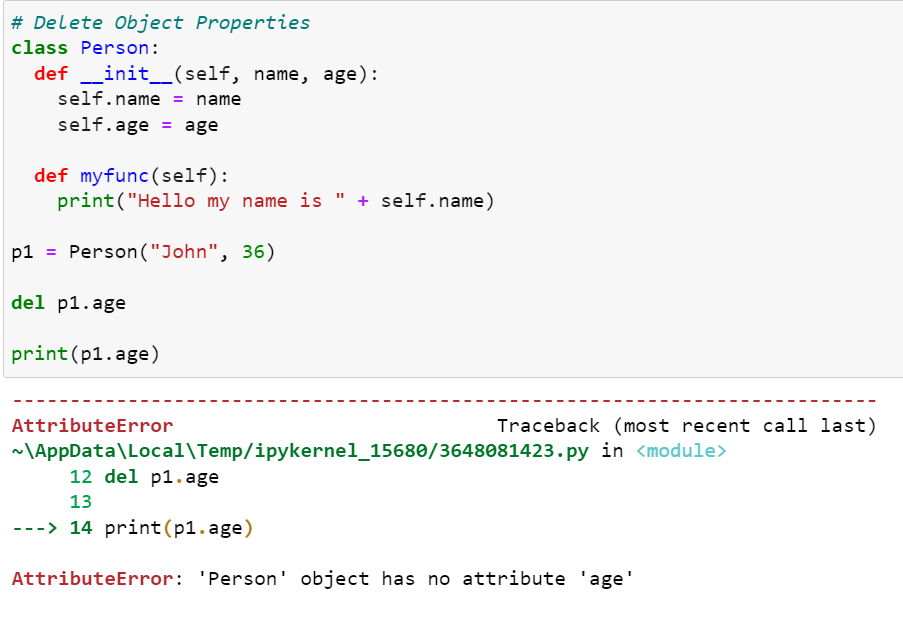 # Delete Object Properties
class Person:
  def __init__(self, name, age):
    self.name = name
    self.age = age
  def myfunc(self):
    print("Hello my name is " + self.name)
p1 = Person("John", 36)
del p1.age
print(p1.age)
---------------------------------------------------------------------------
AttributeError                            Traceback (most recent call last)
~\AppData\Local\Temp/ipykernel_15680/3648081423.py in <module>
     12 del p1.age
     13
---> 14 print(p1.age)
AttributeError: 'Person' object has no attribute 'age'